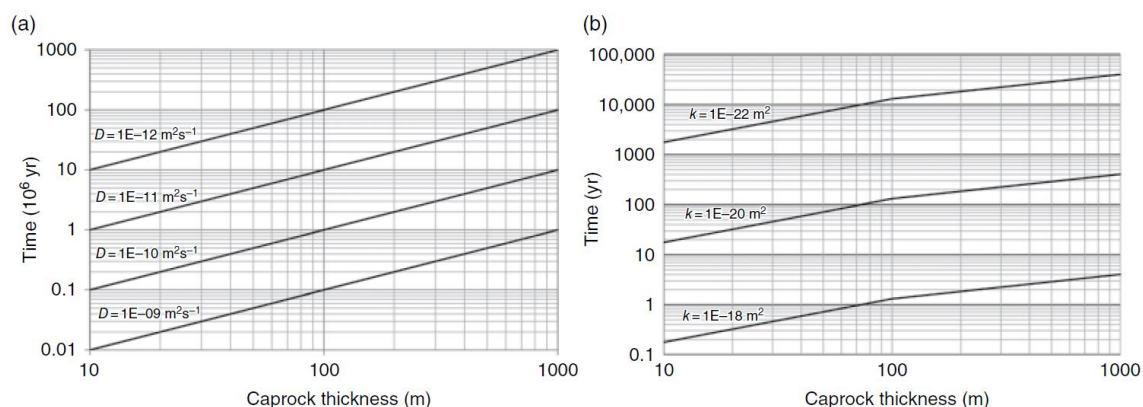 (a)
1000
100
10
1
0.1
0.01
Time (10⁶ yr)
D = 1E–12 m²s⁻¹
D = 1E–11 m²s⁻¹
D = 1E–10 m²s⁻¹
D = 1E–09 m²s⁻¹
10 100 1000
Caprock thickness (m)
(b)
100,000
10,000
1000
100
10
1
0.1
Time (yr)
k = 1E–22 m²
k = 1E–20 m²
k = 1E–18 m²
10 100 1000
Caprock thickness (m)